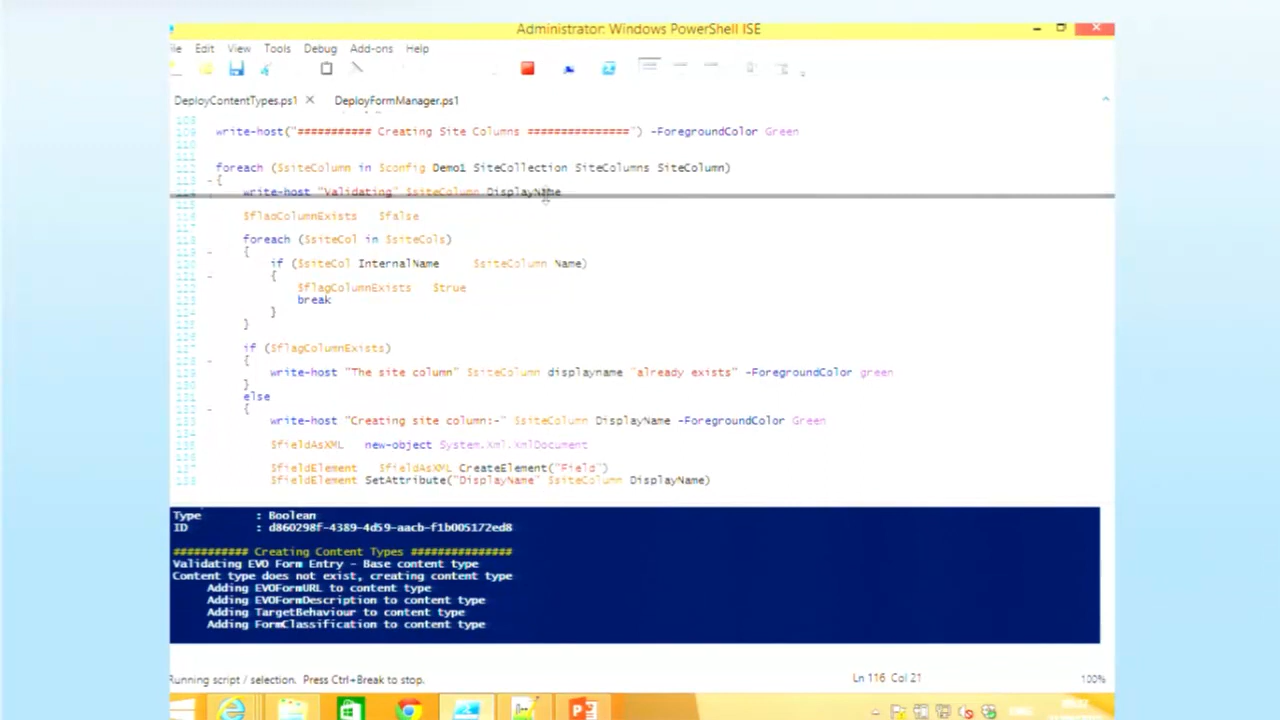 Administrator: Windows PowerShell ISE
Edit View Tools Debug Add-ons Help
DeployContentTypes.ps1 DeployFormManager.ps1
write-host("########### Creating Site Columns ###############") -ForegroundColor Green
foreach ($siteColumn in $config Demo1 SiteCollection SiteColumns SiteColumn)
{
write-host "Validating" $siteColumn DisplayName
$flagColumnExists $false
foreach ($siteCol in $siteCols)
{
if ($siteCol InternalName $siteColumn Name)
{
$flagColumnExists $true
break
}
}
if ($flagColumnExists)
{
write-host "The site column" $siteColumn displayname "already exists" -ForegroundColor green
}
else
{
write-host "Creating site column:-" $siteColumn DisplayName -ForegroundColor Green
$fieldAsXML new-object System.Xml.XmlDocument
$fieldElement $fieldAsXML CreateElement("Field")
$fieldElement SetAttribute("DisplayName" $siteColumn DisplayName)
Type : Boolean
ID : d860298f-4389-4d59-aacb-f1b005172ed8
########### Creating Content Types ###############
Validating EVO Form Entry - Base content type
Content type does not exist, creating content type
Adding EVOFormURL to content type
Adding EVOFormDescription to content type
Adding TargetBehaviour to content type
Adding FormClassification to content type
Running script / selection. Press Ctrl+Break to stop.
Ln 116 Col 21
100%